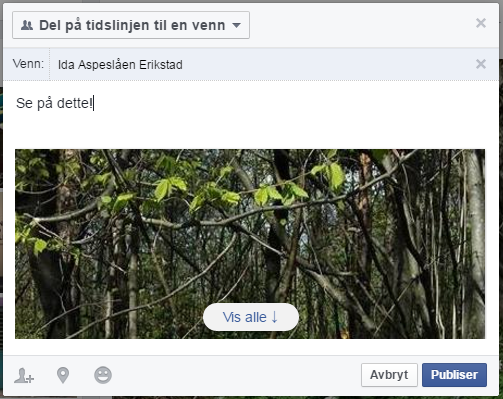 Del på tidslinjen til en venn
Venn: Ida Aspeslåen Erikstad
Se på dette!
Vis alle ↓
Avbryt Publiser